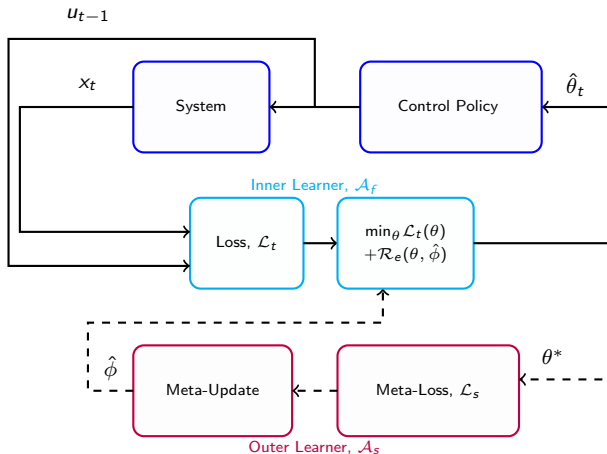 u_{t−1}
x_t
System
Control Policy
θ̂_t
Inner Learner, 𝒜_f
Loss, ℒ_t
min_θ ℒ_t(θ)
+ℛ_e(θ, ϕ̂)
ϕ̂
Meta-Update
Meta-Loss, ℒ_s
θ*
Outer Learner, 𝒜_s